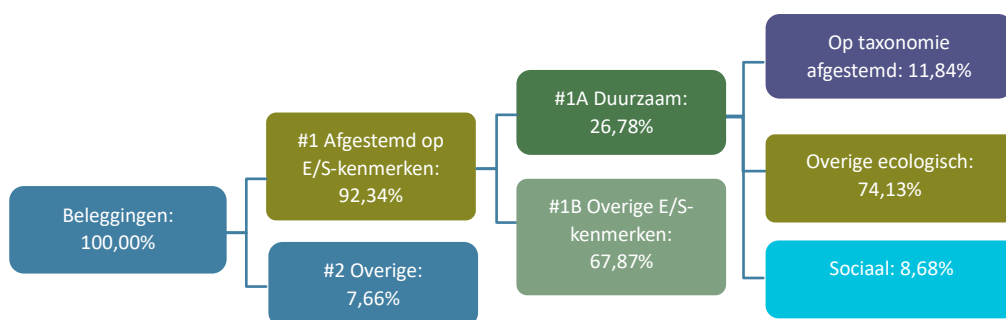 Beleggingen:
100,00%
#1 Afgestemd op
E/S-kenmerken:
92,34%
#2 Overige:
7,66%
#1A Duurzaam:
26,78%
#1B Overige E/S-
kenmerken:
67,87%
Op taxonomie
afgestemd: 11,84%
Overige ecologisch:
74,13%
Sociaal: 8,68%